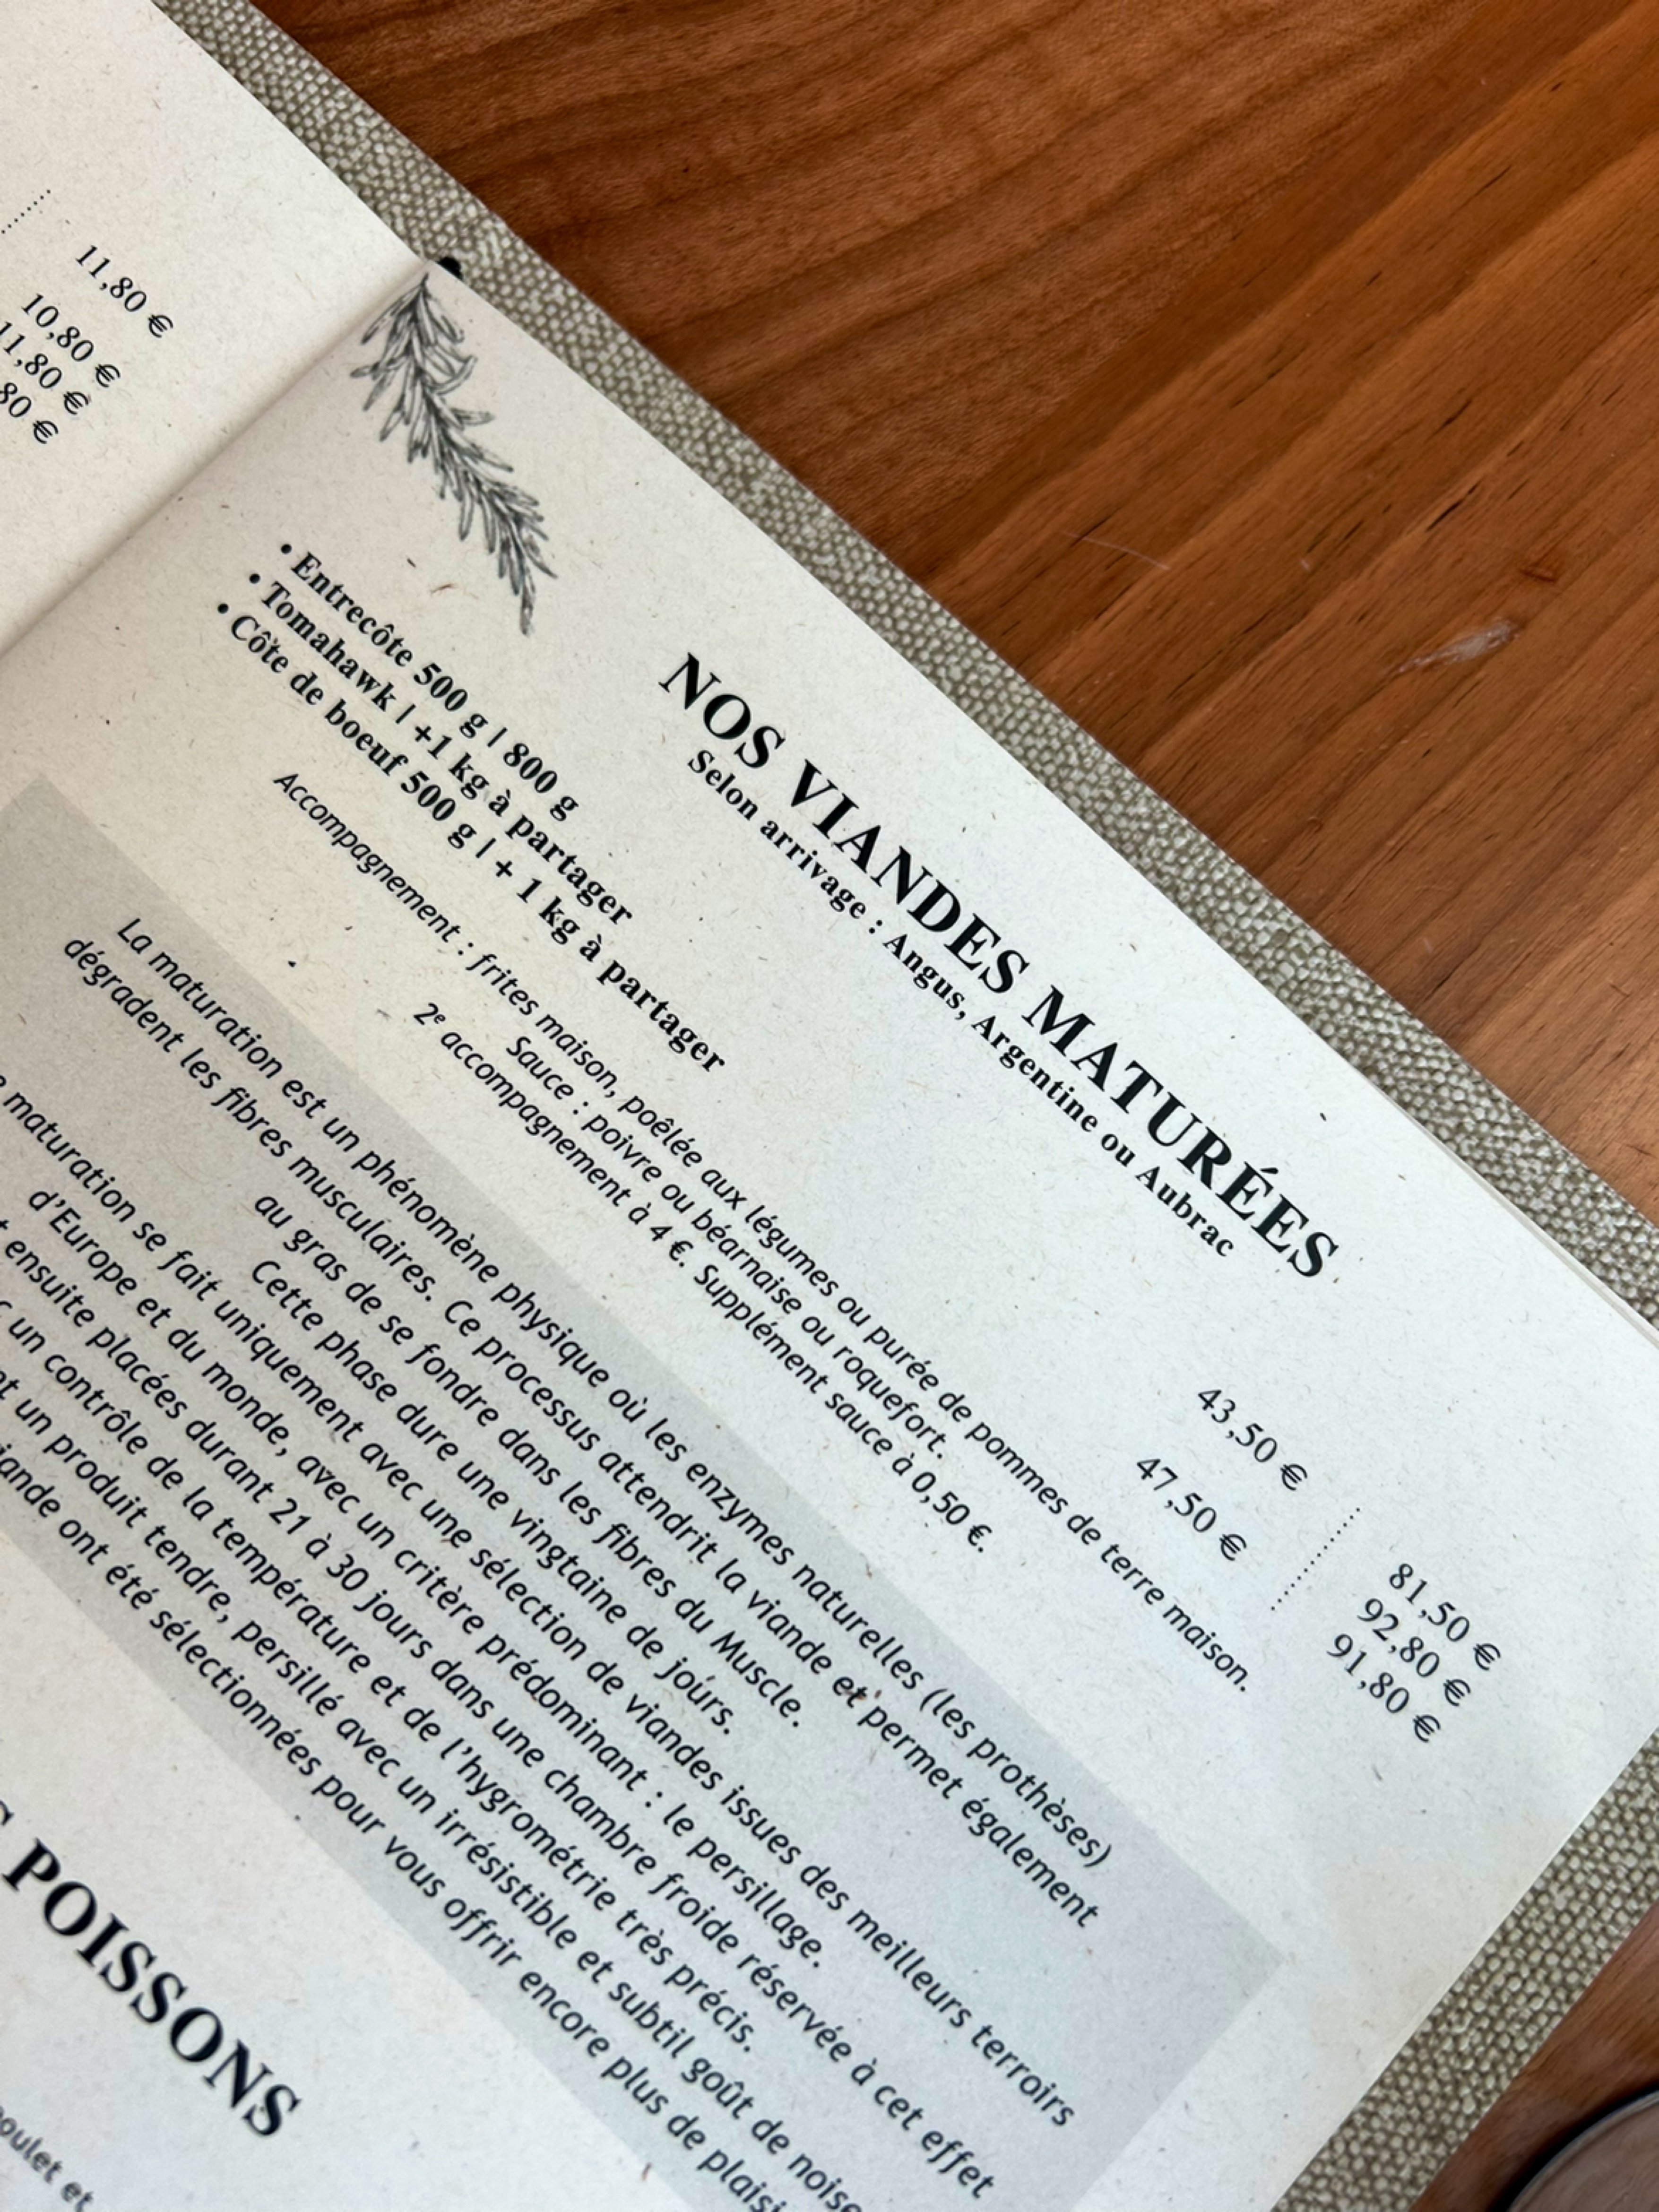 11,80 €
10,80 €
11,80 €
80 €
NOS VIANDES MATURÉES
Selon arrivage : Angus, Argentine ou Aubrac
• Entrecôte 500 g | 800 g 43,50 € 81,50 €
• Tomahawk | +1 kg à partager 92,80 €
• Côte de boeuf 500 g | + 1 kg à partager 47,50 € 91,80 €
Accompagnement : frites maison, poêlée aux légumes ou purée de pommes de terre maison.
Sauce : poivre ou béarnaise ou roquefort.
2e accompagnement à 4 €. Supplément sauce à 0,50 €.
La maturation est un phénomène physique où les enzymes naturelles (les prothèses)
dégradent les fibres musculaires. Ce processus attendrit la viande et permet également
au gras de se fondre dans les fibres du Muscle.
Cette phase dure une vingtaine de jours.
maturation se fait uniquement avec une sélection de viandes issues des meilleurs terroirs
d'Europe et du monde, avec un critère prédominant : le persillage.
ensuite placées durant 21 à 30 jours dans une chambre froide réservée à cet effet
un contrôle de la température et de l'hygrométrie très précis.
un produit tendre, persillé avec un irrésistible et subtil goût de noise
iande ont été sélectionnées pour vous offrir encore plus de plaisi
POISSONS
oulet et